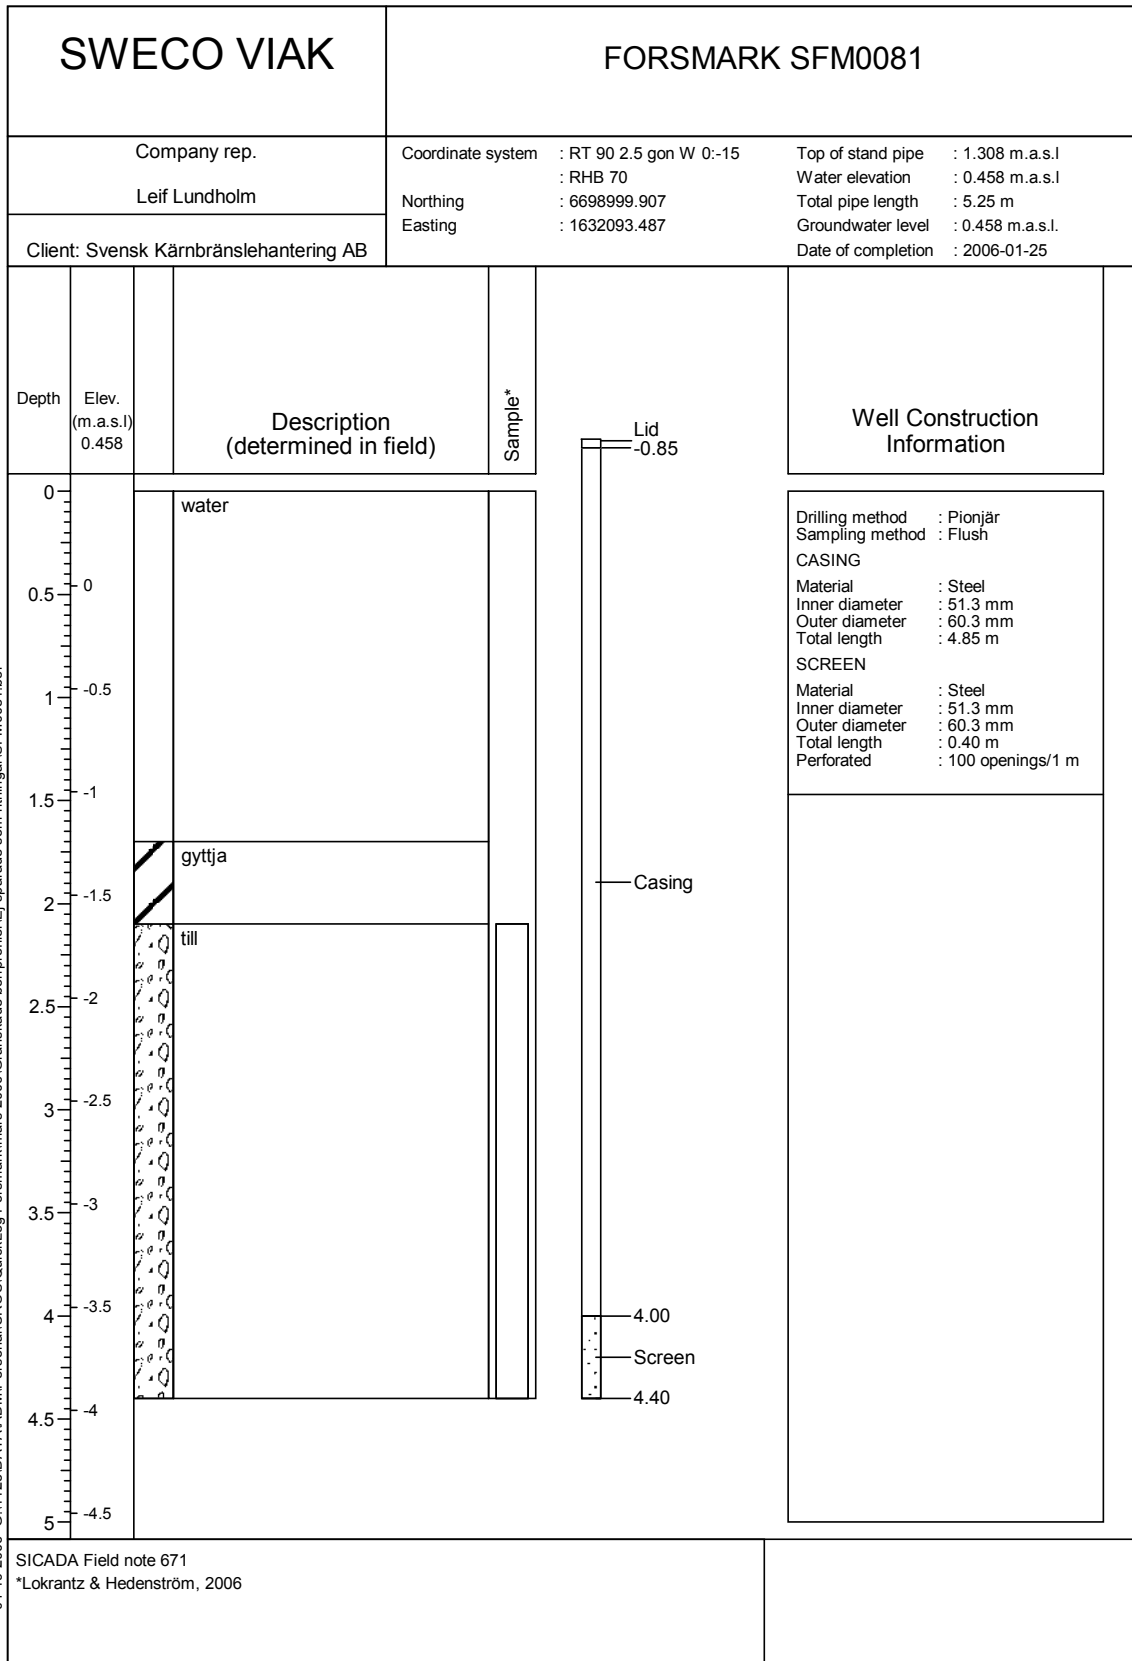 SWECO VIAK
FORSMARK SFM0081
Company rep.
Leif Lundholm
Client: Svensk Kärnbränslehantering AB
Coordinate system : RT 90 2.5 gon W 0:-15
: RHB 70
Northing : 6698999.907
Easting : 1632093.487
Top of stand pipe : 1.308 m.a.s.l
Water elevation : 0.458 m.a.s.l
Total pipe length : 5.25 m
Groundwater level : 0.458 m.a.s.l.
Date of completion : 2006-01-25
Depth
Elev.
(m.a.s.l)
0.458
Description
(determined in field)
Sample*
Lid
-0.85
Well Construction
Information
0
0.5
1
1.5
2
2.5
3
3.5
4
4.5
5
0
-0.5
-1
-1.5
-2
-2.5
-3
-3.5
-4
-4.5
water
gyttja
till
Casing
4.00
Screen
4.40
Drilling method : Pionjär
Sampling method : Flush
CASING
Material : Steel
Inner diameter : 51.3 mm
Outer diameter : 60.3 mm
Total length : 4.85 m
SCREEN
Material : Steel
Inner diameter : 51.3 mm
Outer diameter : 60.3 mm
Total length : 0.40 m
Perforated : 100 openings/1 m
SICADA Field note 671
*Lokrantz & Hedenström, 2006